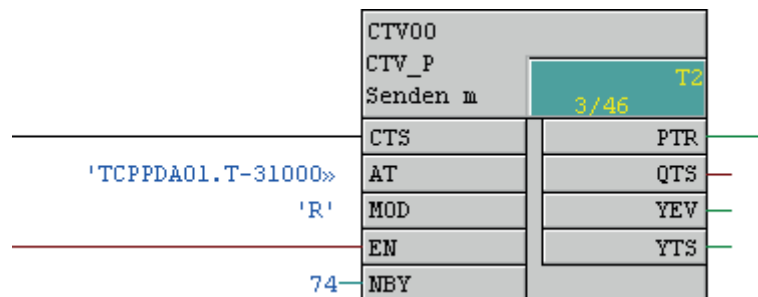 CTV00
CTV_P
Senden m
T2
3/46
CTS PTR
'TCPPDA01.T-31000» AT QTS
'R' MOD YEV
EN YTS
74 NBY